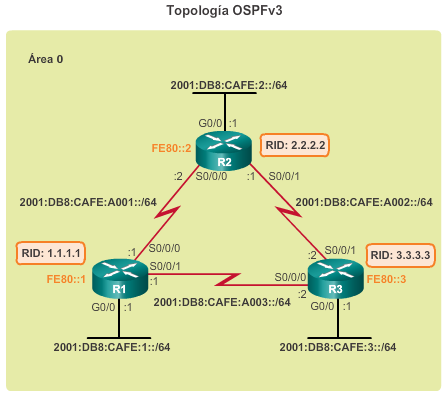 Topología OSPFv3
Área 0
2001:DB8:CAFE:2::/64
G0/0 :1
FE80::2
R2
RID: 2.2.2.2
:2 S0/0/0 :1 S0/0/1
2001:DB8:CAFE:A001::/64
2001:DB8:CAFE:A002::/64
RID: 1.1.1.1
:1 S0/0/0
:2 S0/0/1
RID: 3.3.3.3
FE80::1
R1
S0/0/1
:1
S0/0/0
:2
R3
FE80::3
2001:DB8:CAFE:A003::/64
G0/0 :1
G0/0 :1
2001:DB8:CAFE:1::/64
2001:DB8:CAFE:3::/64